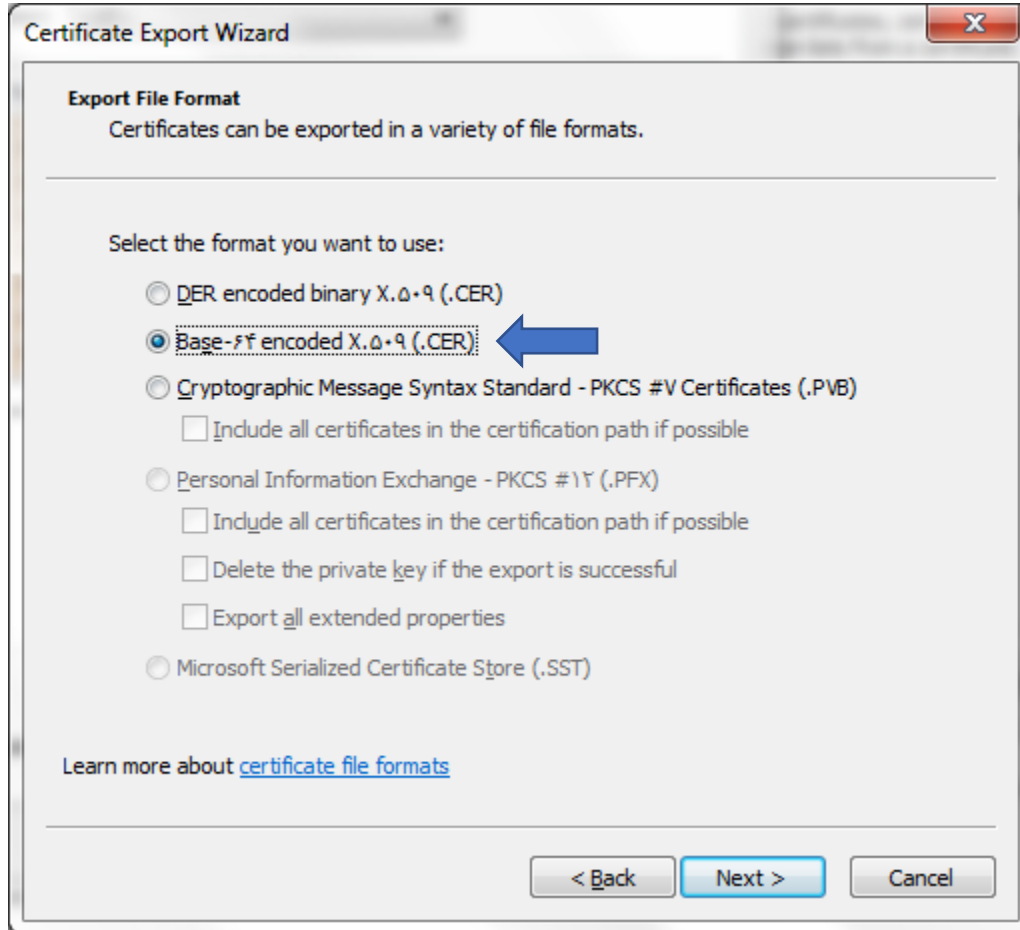 Certificate Export Wizard
Export File Format
Certificates can be exported in a variety of file formats.
Select the format you want to use:
DER encoded binary X.۵۰۹ (.CER)
Base-۶۴ encoded X.۵۰۹ (.CER)
Cryptographic Message Syntax Standard - PKCS #۷ Certificates (.P۷B)
Include all certificates in the certification path if possible
Personal Information Exchange - PKCS #۱۲ (.PFX)
Include all certificates in the certification path if possible
Delete the private key if the export is successful
Export all extended properties
Microsoft Serialized Certificate Store (.SST)
Learn more about certificate file formats
< Back
Next >
Cancel